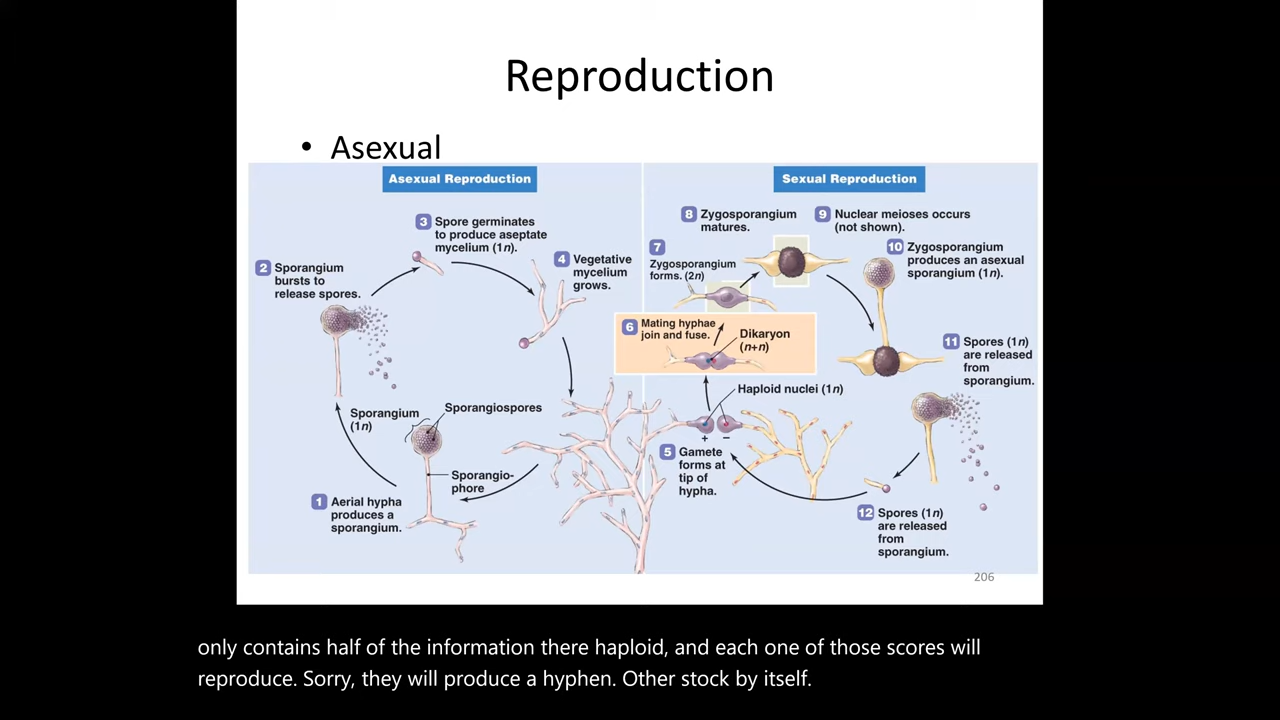 Reproduction
• Asexual
Asexual Reproduction
3 Spore germinates
to produce aseptate
mycelium (1n).
2 Sporangium
bursts to
release spores.
4 Vegetative
mycelium
grows.
Sporangium
(1n)
Sporangiospores
Sporangio-
phore
1 Aerial hypha
produces a
sporangium.
Sexual Reproduction
8 Zygosporangium
matures.
9 Nuclear meioses occurs
(not shown).
7
Zygosporangium
forms. (2n)
10 Zygosporangium
produces an asexual
sporangium (1n).
6 Mating hyphae
join and fuse.
Dikaryon
(n+n)
11 Spores (1n)
are released
from
sporangium.
Haploid nuclei (1n)
+ −
5 Gamete
forms at
tip of
hypha.
12 Spores (1n)
are released
from
sporangium.
206
only contains half of the information there haploid, and each one of those scores will
reproduce. Sorry, they will produce a hyphen. Other stock by itself.